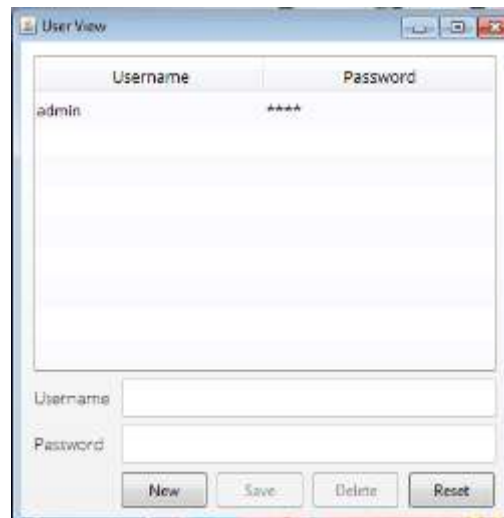 User View
Username Password
admin ****
Username
Password
New Save Delete Reset